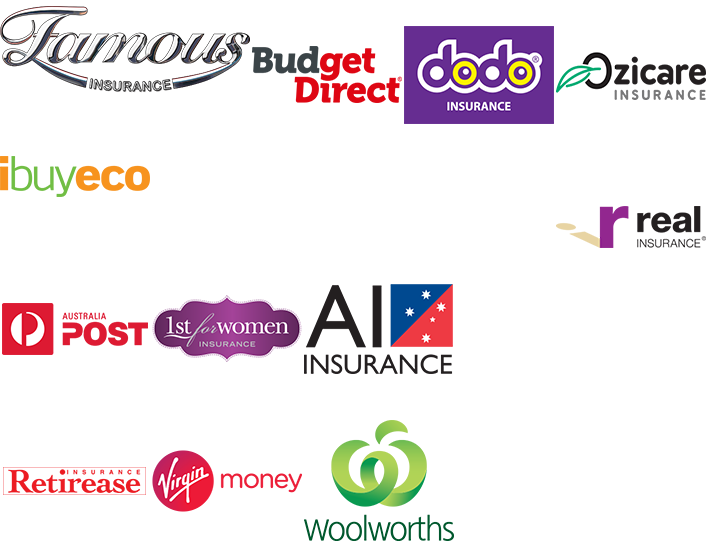 Famous
INSURANCE
Budget
Direct®
dodo®
INSURANCE
Ozicare
INSURANCE
ibuyeco
real
INSURANCE®
AUSTRALIA
POST
1st for women
INSURANCE
AI
INSURANCE
INSURANCE
Retirease
Virgin money
Woolworths